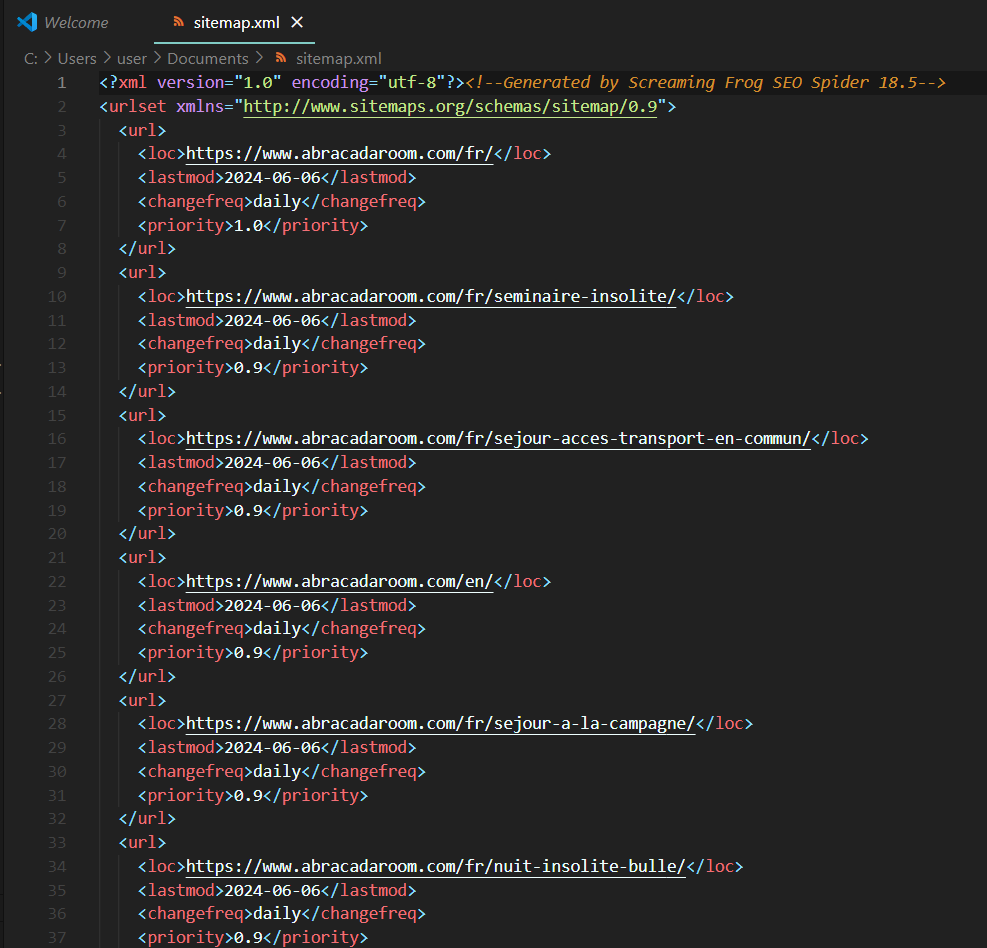 Welcome sitemap.xml
C: > Users > user > Documents > sitemap.xml
1 <?xml version="1.0" encoding="utf-8"?><!--Generated by Screaming Frog SEO Spider 18.5-->
2 <urlset xmlns="http://www.sitemaps.org/schemas/sitemap/0.9">
3 <url>
4 <loc>https://www.abracadaroom.com/fr/</loc>
5 <lastmod>2024-06-06</lastmod>
6 <changefreq>daily</changefreq>
7 <priority>1.0</priority>
8 </url>
9 <url>
10 <loc>https://www.abracadaroom.com/fr/seminaire-insolite/</loc>
11 <lastmod>2024-06-06</lastmod>
12 <changefreq>daily</changefreq>
13 <priority>0.9</priority>
14 </url>
15 <url>
16 <loc>https://www.abracadaroom.com/fr/sejour-acces-transport-en-commun/</loc>
17 <lastmod>2024-06-06</lastmod>
18 <changefreq>daily</changefreq>
19 <priority>0.9</priority>
20 </url>
21 <url>
22 <loc>https://www.abracadaroom.com/en/</loc>
23 <lastmod>2024-06-06</lastmod>
24 <changefreq>daily</changefreq>
25 <priority>0.9</priority>
26 </url>
27 <url>
28 <loc>https://www.abracadaroom.com/fr/sejour-a-la-campagne/</loc>
29 <lastmod>2024-06-06</lastmod>
30 <changefreq>daily</changefreq>
31 <priority>0.9</priority>
32 </url>
33 <url>
34 <loc>https://www.abracadaroom.com/fr/nuit-insolite-bulle/</loc>
35 <lastmod>2024-06-06</lastmod>
36 <changefreq>daily</changefreq>
37 <priority>0.9</priority>